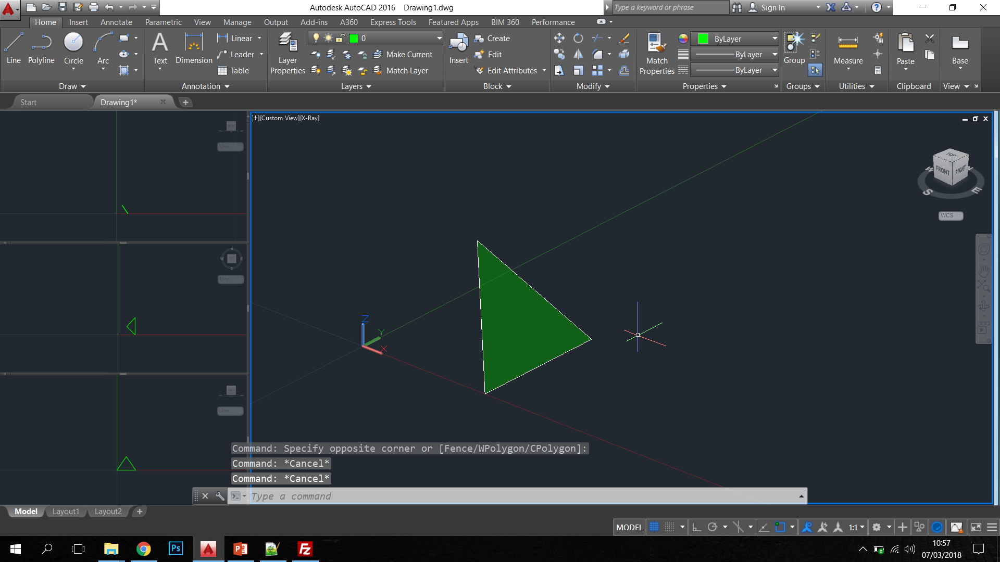 Autodesk AutoCAD 2016 Drawing1.dwg
Type a keyword or phrase
Sign In
Home Insert Annotate Parametric View Manage Output Add-ins A360 Express Tools Featured Apps BIM 360 Performance
Line Polyline Circle Arc
Draw
Text Dimension
Linear
Leader
Table
Annotation
Layer Properties
0
Make Current
Match Layer
Layers
Insert
Create
Edit
Edit Attributes
Block
Modify
Match Properties
ByLayer
ByLayer
ByLayer
Properties
Group
Groups
Measure
Utilities
Paste
Clipboard
Base
View
Start Drawing1*
[+][Custom View][X-Ray]
TOP
FRONT RIGHT
W
S E
WCS
N
W E
S
Z
Y
X
Command: Specify opposite corner or [Fence/WPolygon/CPolygon]:
Command: *Cancel*
Command: *Cancel*
Type a command
Model Layout1 Layout2
MODEL 1:1
Ps
10:57
07/03/2018